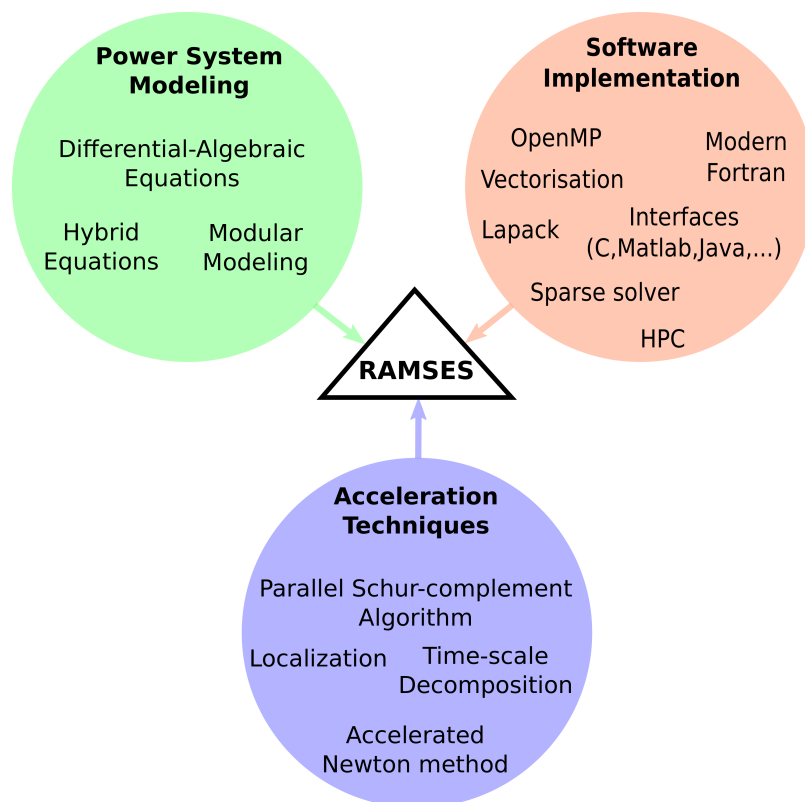 Power System
Modeling
Differential-Algebraic
Equations
Hybrid
Equations
Modular
Modeling
Software
Implementation
OpenMP
Modern
Fortran
Vectorisation
Lapack
Interfaces
(C,Matlab,Java,...)
Sparse solver
HPC
RAMSES
Acceleration
Techniques
Parallel Schur-complement
Algorithm
Localization
Time-scale
Decomposition
Accelerated
Newton method